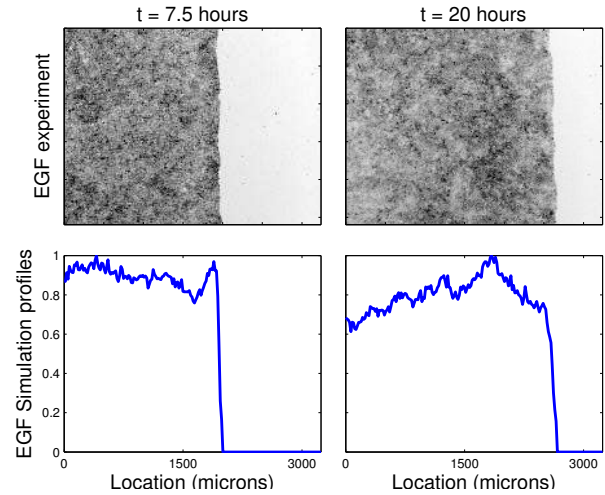 t = 7.5 hours
t = 20 hours
EGF experiment
EGF Simulation profiles
1
0.8
0.6
0.4
0.2
0
0 1500 3000
Location (microns)
0 1500 3000
Location (microns)